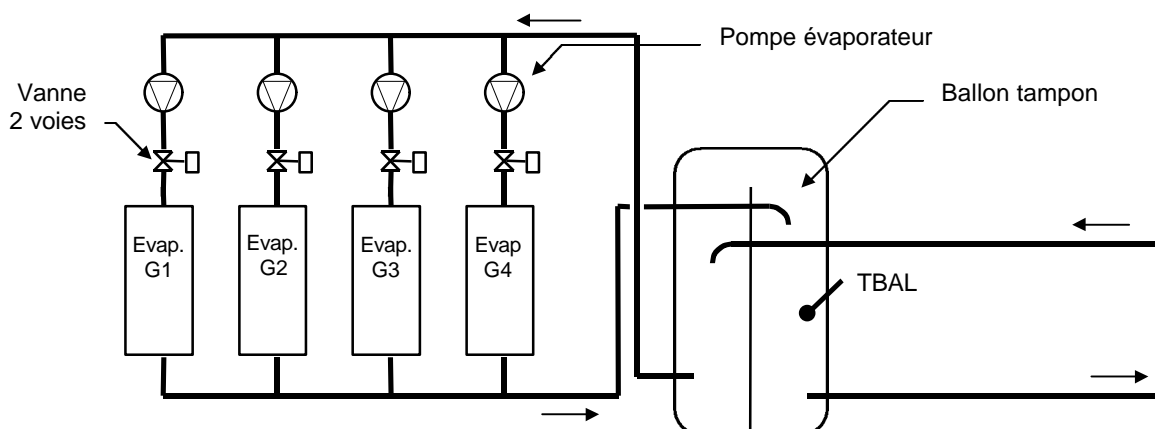 Pompe évaporateur
Vanne
2 voies
Ballon tampon
Evap.
G1
Evap.
G2
Evap.
G3
Evap
G4
TBAL